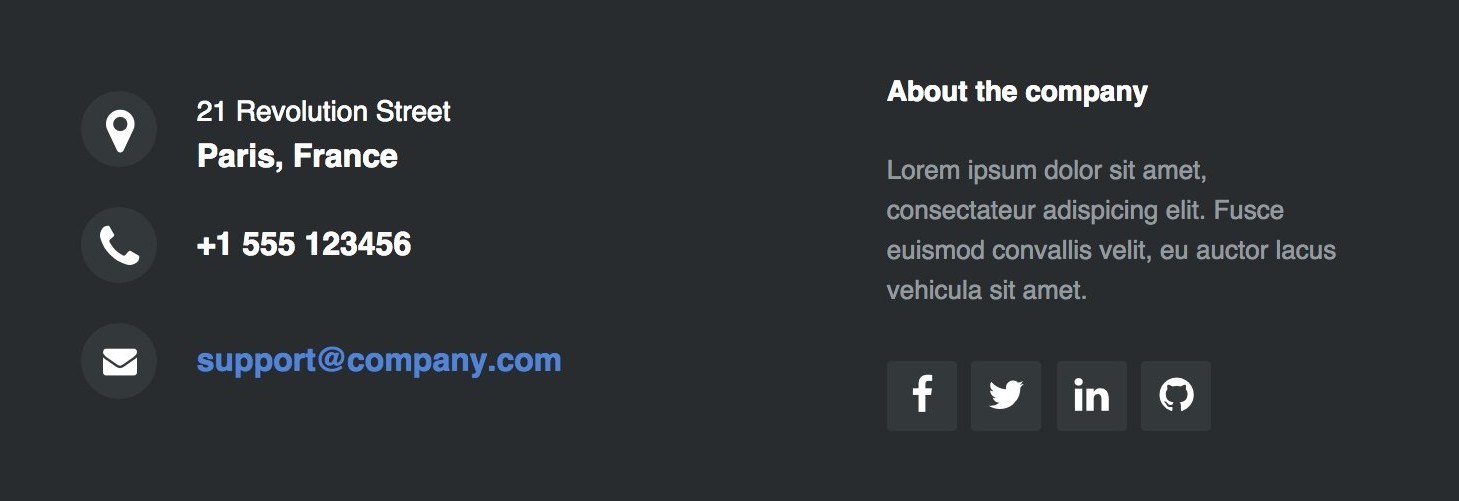 21 Revolution Street
Paris, France
+1 555 123456
support@company.com
About the company
Lorem ipsum dolor sit amet,
consectateur adispicing elit. Fusce
euismod convallis velit, eu auctor lacus
vehicula sit amet.